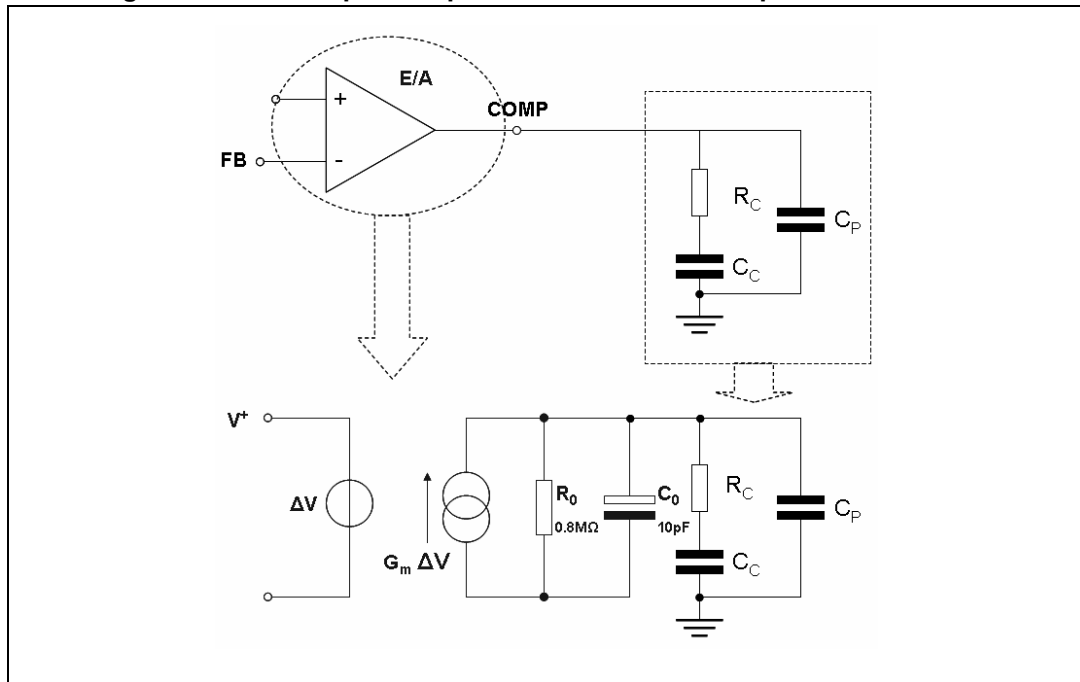 E/A
COMP
+
FB
-
R_C
C_P
C_C
V⁺
ΔV
G_m ΔV
R_0
0.8MΩ
C_0
10pF
R_C
C_C
C_P